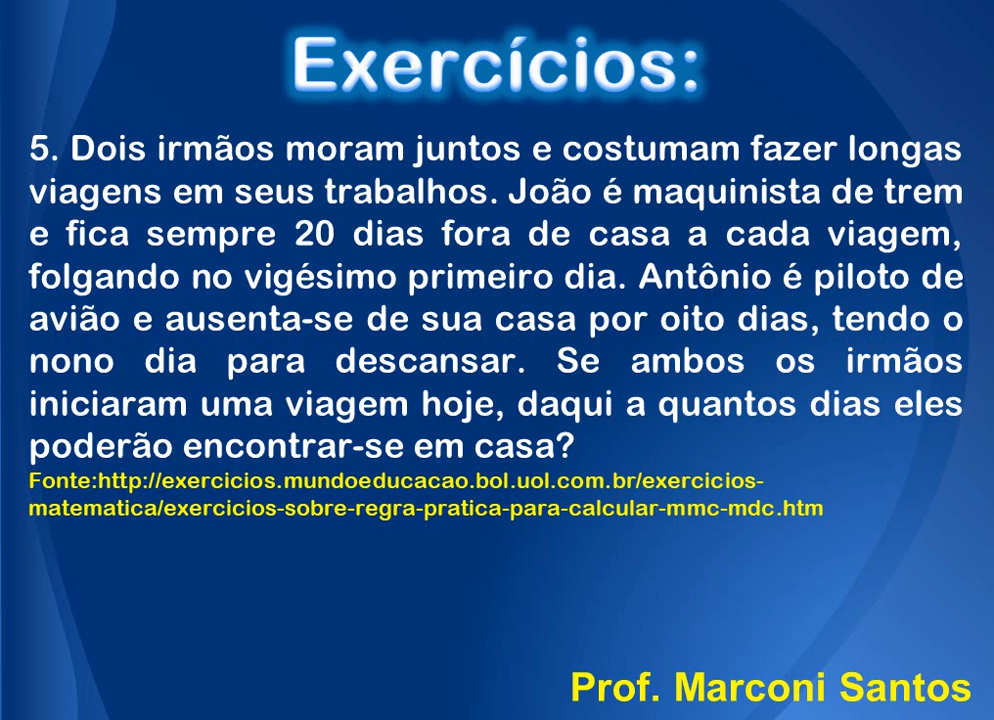 Exercícios:
5. Dois irmãos moram juntos e costumam fazer longas
viagens em seus trabalhos. João é maquinista de trem
e fica sempre 20 dias fora de casa a cada viagem,
folgando no vigésimo primeiro dia. Antônio é piloto de
avião e ausenta-se de sua casa por oito dias, tendo o
nono dia para descansar. Se ambos os irmãos
iniciaram uma viagem hoje, daqui a quantos dias eles
poderão encontrar-se em casa?
Fonte:http://exercicios.mundoeducacao.bol.uol.com.br/exercicios-
matematica/exercicios-sobre-regra-pratica-para-calcular-mmc-mdc.htm
Prof. Marconi Santos